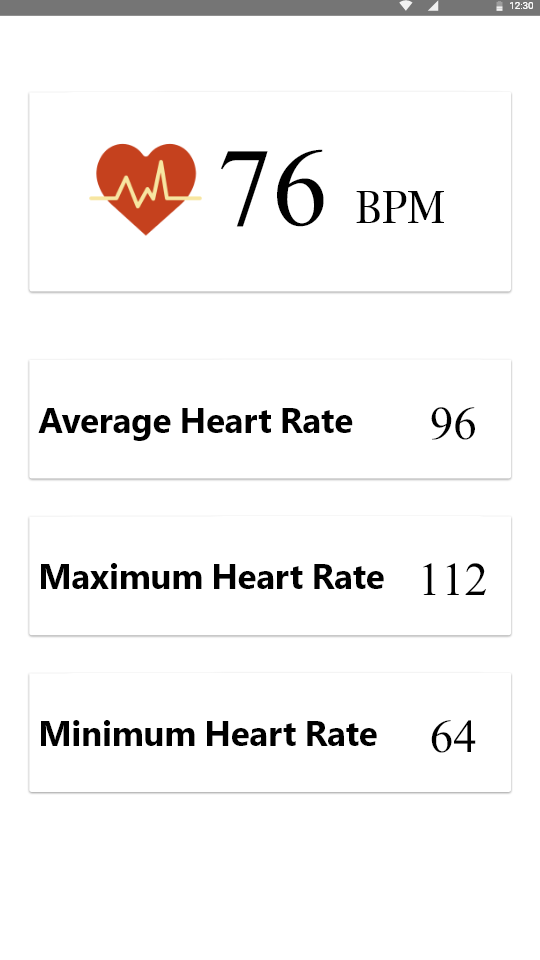 12:30
76 BPM
Average Heart Rate 96
Maximum Heart Rate 112
Minimum Heart Rate 64